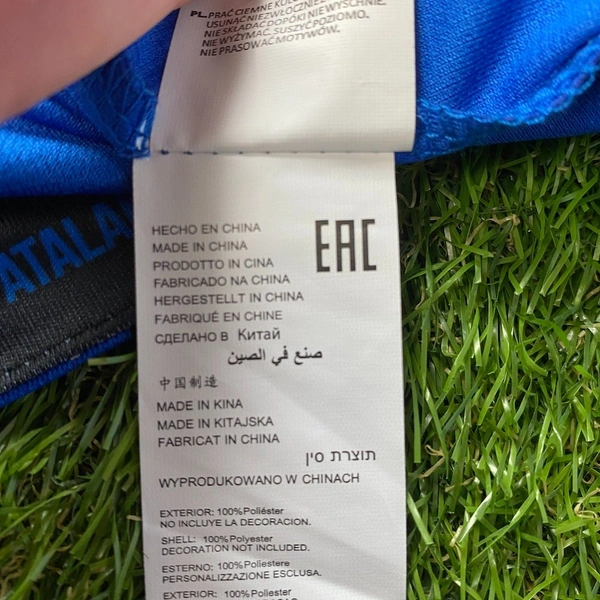 PL. PRAĆ CIEMNE
USUNĄĆ NIEZWŁOCZNIE
NIE SKŁADAĆ DOPÓKI NIE WYSCHNIE.
NIE WYŻYMAĆ. SUSZYĆ POZIOMO.
NIE PRASOWAĆ MOTYWÓW.
HECHO EN CHINA
MADE IN CHINA
PRODOTTO IN CINA
FABRICADO NA CHINA
HERGESTELLT IN CHINA
FABRIQUÉ EN CHINE
СДЕЛАНО В Китай
صنع في الصين
中国制造
MADE IN KINA
MADE IN KITAJSKA
FABRICAT IN CHINA
תוצרת סין
WYPRODUKOWANO W CHINACH
EAC
ATALA
EXTERIOR: 100%Poliéster
NO INCLUYE LA DECORACION.
SHELL: 100%Polyester
DECORATION NOT INCLUDED.
ESTERNO: 100%Poliestere
PERSONALIZZAZIONE ESCLUSA.
EXTERIOR: 100%Poliester